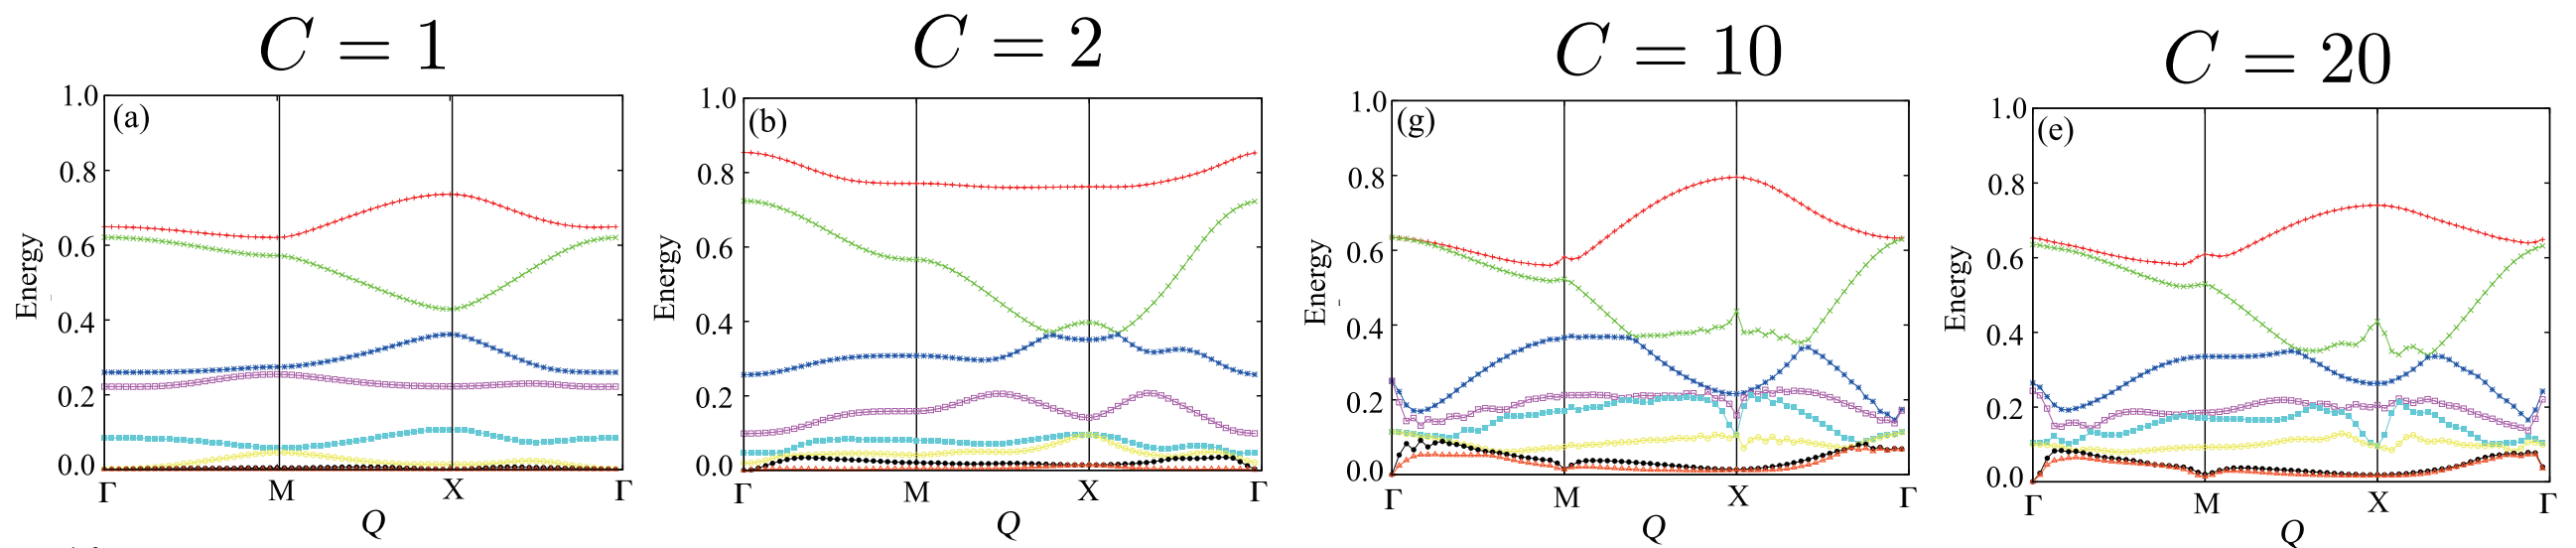 C = 1
(a)
1.0
0.8
0.6
0.4
0.2
0.0
Energy
Γ M X Γ
Q
C = 2
(b)
1.0
0.8
0.6
0.4
0.2
0.0
Energy
Γ M X Γ
Q
C = 10
(g)
1.0
0.8
0.6
0.4
0.2
0.0
Energy
Γ M X Γ
Q
C = 20
(e)
1.0
0.8
0.6
0.4
0.2
0.0
Energy
Γ M X Γ
Q